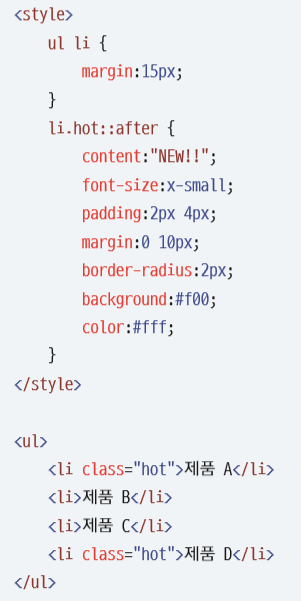 <style>
ul li {
margin:15px;
}
li.hot::after {
content:"NEW!!";
font-size:x-small;
padding:2px 4px;
margin:0 10px;
border-radius:2px;
background:#f00;
color:#fff;
}
</style>
<ul>
<li class="hot">제품 A</li>
<li>제품 B</li>
<li>제품 C</li>
<li class="hot">제품 D</li>
</ul>